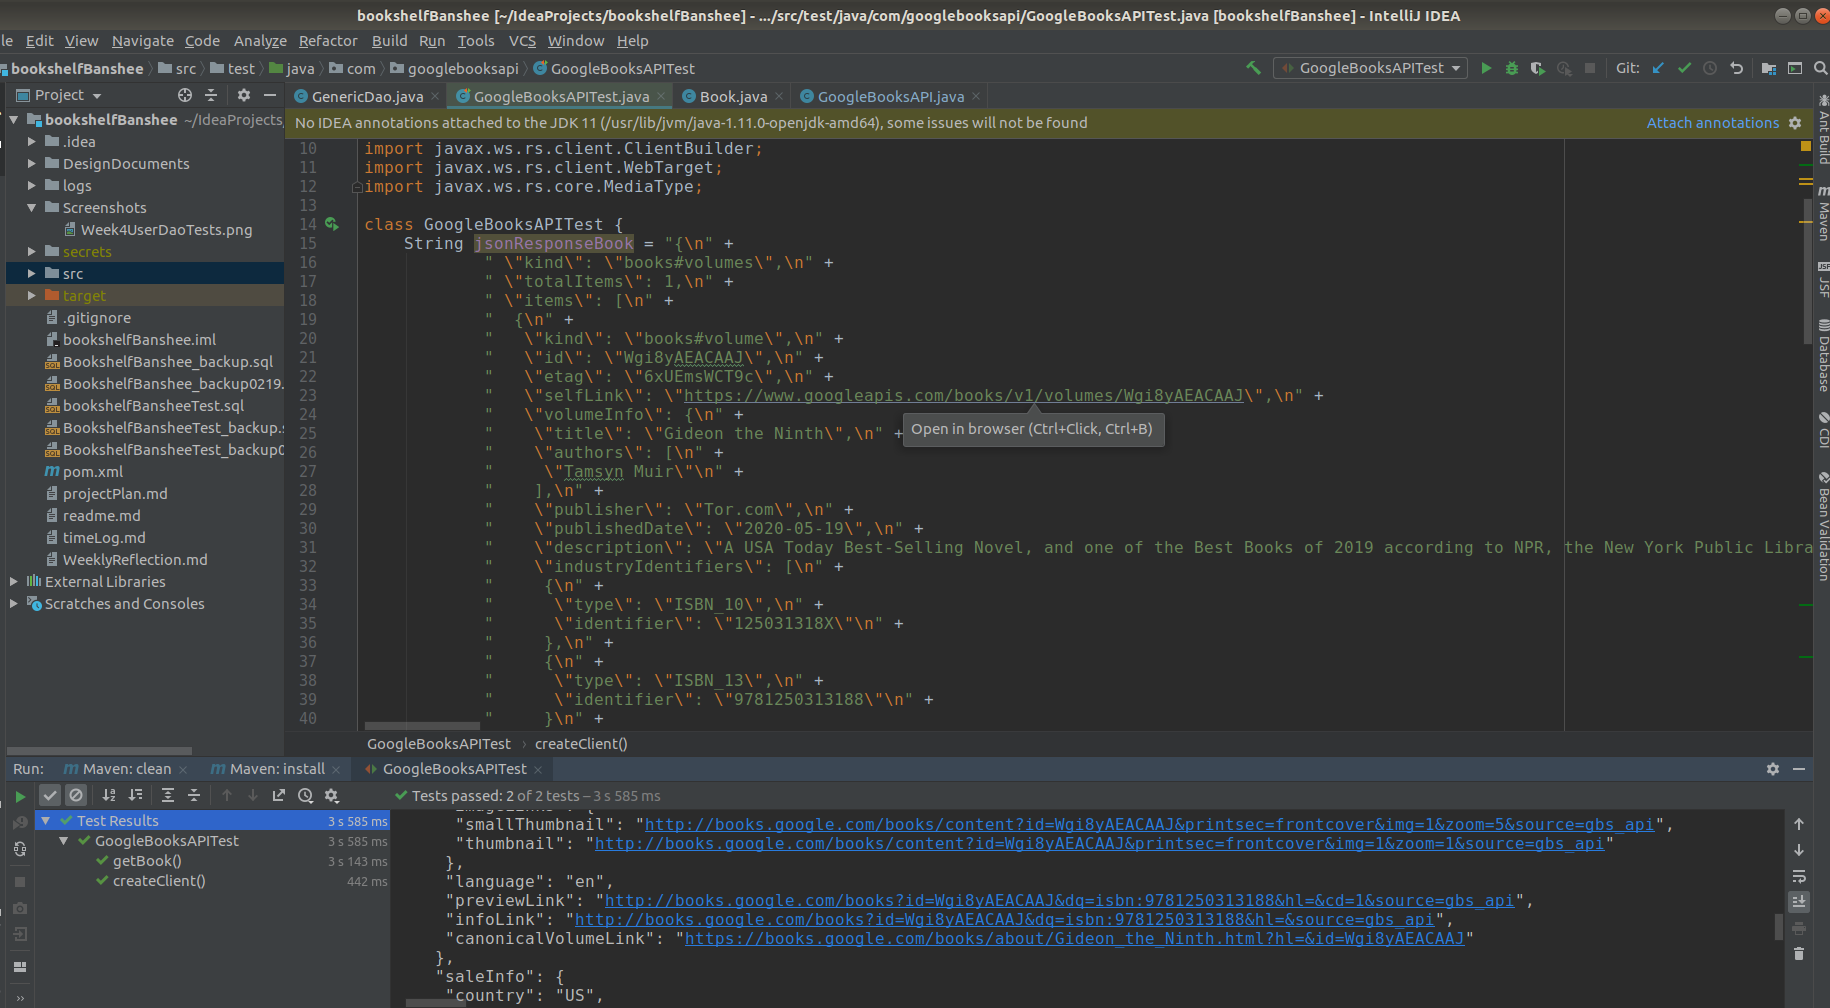 bookshelfBanshee [~/IdeaProjects/bookshelfBanshee] - .../src/test/java/com/googlebooksapi/GoogleBooksAPITest.java [bookshelfBanshee] - IntelliJ IDEA
le Edit View Navigate Code Analyze Refactor Build Run Tools VCS Window Help
bookshelfBanshee src test java com googlebooksapi GoogleBooksAPITest GoogleBooksAPITest Git:
Project GenericDao.java GoogleBooksAPITest.java Book.java GoogleBooksAPI.java
No IDEA annotations attached to the JDK 11 (/usr/lib/jvm/java-1.11.0-openjdk-amd64), some issues will not be found Attach annotations
bookshelfBanshee ~/IdeaProjects
.idea
DesignDocuments
logs
Screenshots
Week4UserDaoTests.png
secrets
src
target
.gitignore
bookshelfBanshee.iml
BookshelfBanshee_backup.sql
BookshelfBanshee_backup0219.
bookshelfBansheeTest.sql
BookshelfBansheeTest_backup.
BookshelfBansheeTest_backup0
pom.xml
projectPlan.md
readme.md
timeLog.md
WeeklyReflection.md
External Libraries
Scratches and Consoles
10 import javax.ws.rs.client.ClientBuilder;
11 import javax.ws.rs.client.WebTarget;
12 import javax.ws.rs.core.MediaType;
13
14 class GoogleBooksAPITest {
15 String jsonResponseBook = "{\n" +
16 " \"kind\": \"books#volumes\",\n" +
17 " \"totalItems\": 1,\n" +
18 " \"items\": [\n" +
19 "  {\n" +
20 "   \"kind\": \"books#volume\",\n" +
21 "   \"id\": \"Wgi8yAEACAAJ\",\n" +
22 "   \"etag\": \"6xUEmsWCT9c\",\n" +
23 "   \"selfLink\": \"https://www.googleapis.com/books/v1/volumes/Wgi8yAEACAAJ\",\n" +
24 "   \"volumeInfo\": {\n" +
25 "    \"title\": \"Gideon the Ninth\",\n" +
Open in browser (Ctrl+Click, Ctrl+B)
26 "    \"authors\": [\n" +
27 "     \"Tamsyn Muir\"\n" +
28 "    ],\n" +
29 "    \"publisher\": \"Tor.com\",\n" +
30 "    \"publishedDate\": \"2020-05-19\",\n" +
31 "    \"description\": \"A USA Today Best-Selling Novel, and one of the Best Books of 2019 according to NPR, the New York Public Libra
32 "    \"industryIdentifiers\": [\n" +
33 "     {\n" +
34 "      \"type\": \"ISBN_10\",\n" +
35 "      \"identifier\": \"125031318X\"\n" +
36 "     },\n" +
37 "     {\n" +
38 "      \"type\": \"ISBN_13\",\n" +
39 "      \"identifier\": \"9781250313188\"\n" +
40 "     }\n" +
GoogleBooksAPITest createClient()
Ant Build
Maven
JSF
Database
CDI
Bean Validation
Run: Maven: clean Maven: install GoogleBooksAPITest
Tests passed: 2 of 2 tests – 3 s 585 ms
Test Results 3 s 585 ms
GoogleBooksAPITest 3 s 585 ms
getBook() 3 s 143 ms
createClient() 442 ms
"smallThumbnail": "http://books.google.com/books/content?id=Wgi8yAEACAAJ&printsec=frontcover&img=1&zoom=5&source=gbs_api",
"thumbnail": "http://books.google.com/books/content?id=Wgi8yAEACAAJ&printsec=frontcover&img=1&zoom=1&source=gbs_api"
},
"language": "en",
"previewLink": "http://books.google.com/books?id=Wgi8yAEACAAJ&dq=isbn:9781250313188&hl=&cd=1&source=gbs_api",
"infoLink": "http://books.google.com/books?id=Wgi8yAEACAAJ&dq=isbn:9781250313188&hl=&source=gbs_api",
"canonicalVolumeLink": "https://books.google.com/books/about/Gideon_the_Ninth.html?hl=&id=Wgi8yAEACAAJ"
},
"saleInfo": {
"country": "US",